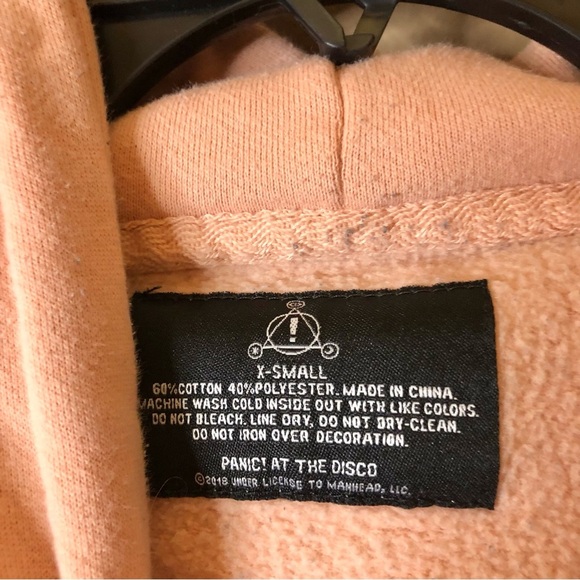 X-SMALL
60%COTTON 40%POLYESTER. MADE IN CHINA.
MACHINE WASH COLD INSIDE OUT WITH LIKE COLORS.
DO NOT BLEACH. LINE DRY, DO NOT DRY-CLEAN.
DO NOT IRON OVER DECORATION.
PANIC! AT THE DISCO
©2018 UNDER LICENSE TO MANHEAD, LLC.